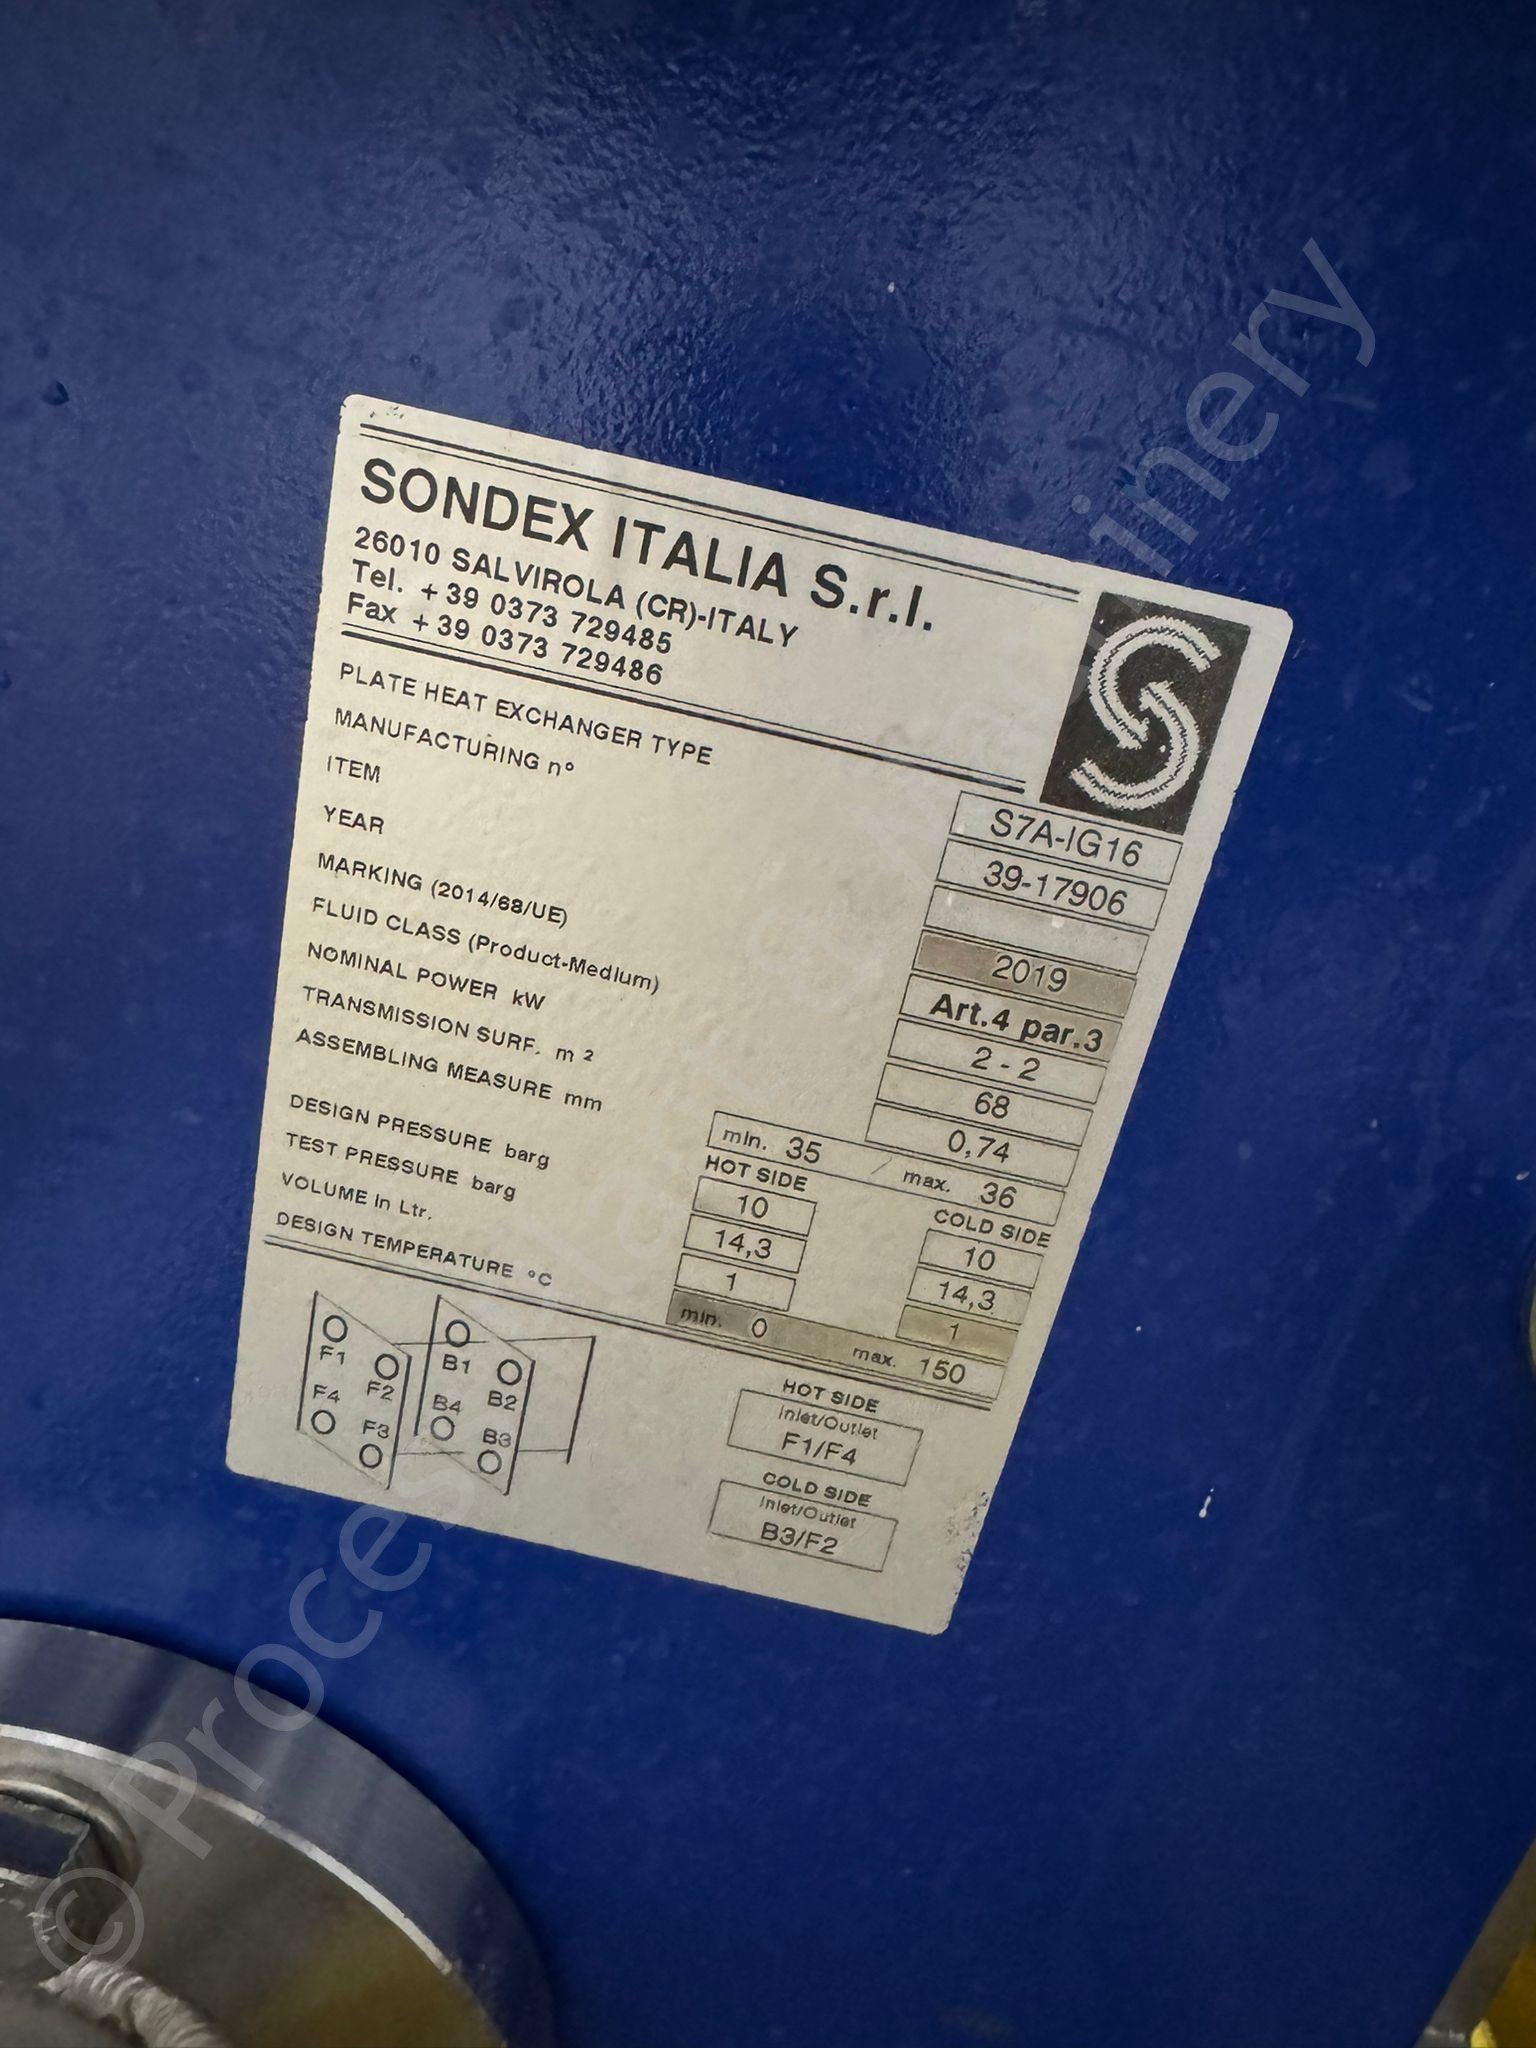 SONDEX ITALIA S.r.l.
26010 SALVIROLA (CR)-ITALY
Tel. +39 0373 729485
Fax +39 0373 729486
PLATE HEAT EXCHANGER TYPE S7A-IG16
MANUFACTURING n° 39-17906
ITEM
YEAR 2019
MARKING (2014/68/UE) Art.4 par.3
FLUID CLASS (Product-Medium) 2 - 2
NOMINAL POWER kW 68
TRANSMISSION SURF. m² 0,74
ASSEMBLING MEASURE mm min. 35 / max. 36
HOT SIDE COLD SIDE
DESIGN PRESSURE barg 10 10
TEST PRESSURE barg 14,3 14,3
VOLUME in Ltr. 1 1
DESIGN TEMPERATURE °C min. 0 max. 150
F1 F2 B1 B2
F4 F3 B4 B3
HOT SIDE
Inlet/Outlet
F1/F4
COLD SIDE
Inlet/Outlet
B3/F2